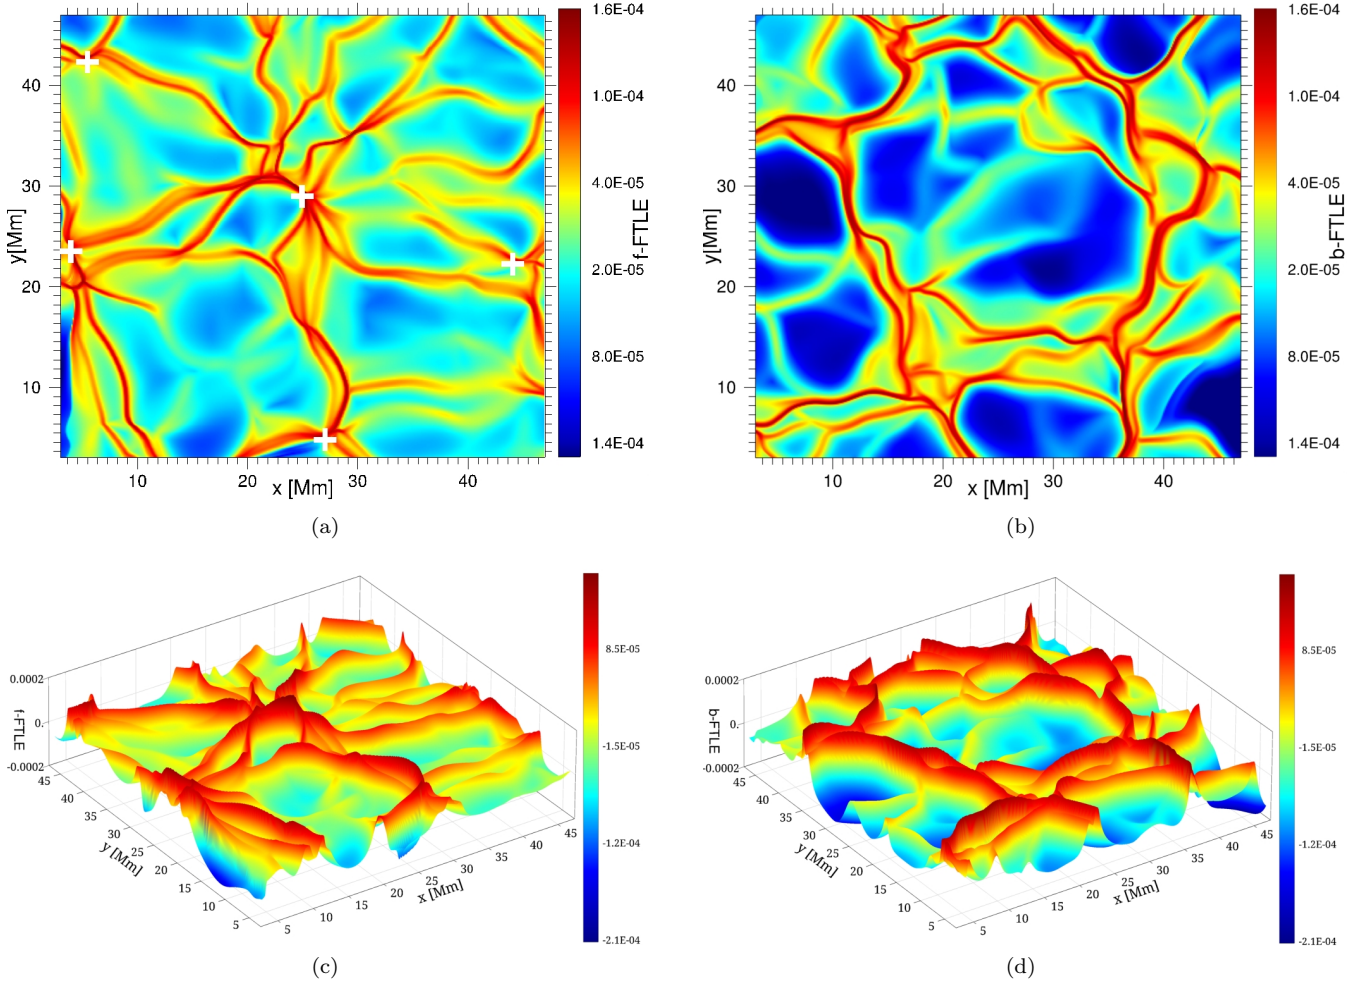 1.6E-04
1.0E-04
4.0E-05
2.0E-05
8.0E-05
1.4E-04
f-FTLE
40
30
20
10
y[Mm]
10
20
30
40
x [Mm]
(a)
1.6E-04
1.0E-04
4.0E-05
2.0E-05
8.0E-05
1.4E-04
b-FTLE
40
30
20
10
y[Mm]
10
20
30
40
x [Mm]
(b)
8.5E-05
-1.5E-05
-1.2E-04
-2.1E-04
0.0002
0.
-0.0002
f-FTLE
45
40
35
30
25
20
15
10
5
y [Mm]
5
10
15
20
25
30
35
40
45
x [Mm]
(c)
8.5E-05
-1.5E-05
-1.2E-04
-2.1E-04
0.0002
0.
-0.0002
b-FTLE
45
40
35
30
25
20
15
10
5
y [Mm]
5
10
15
20
25
30
35
40
45
x [Mm]
(d)